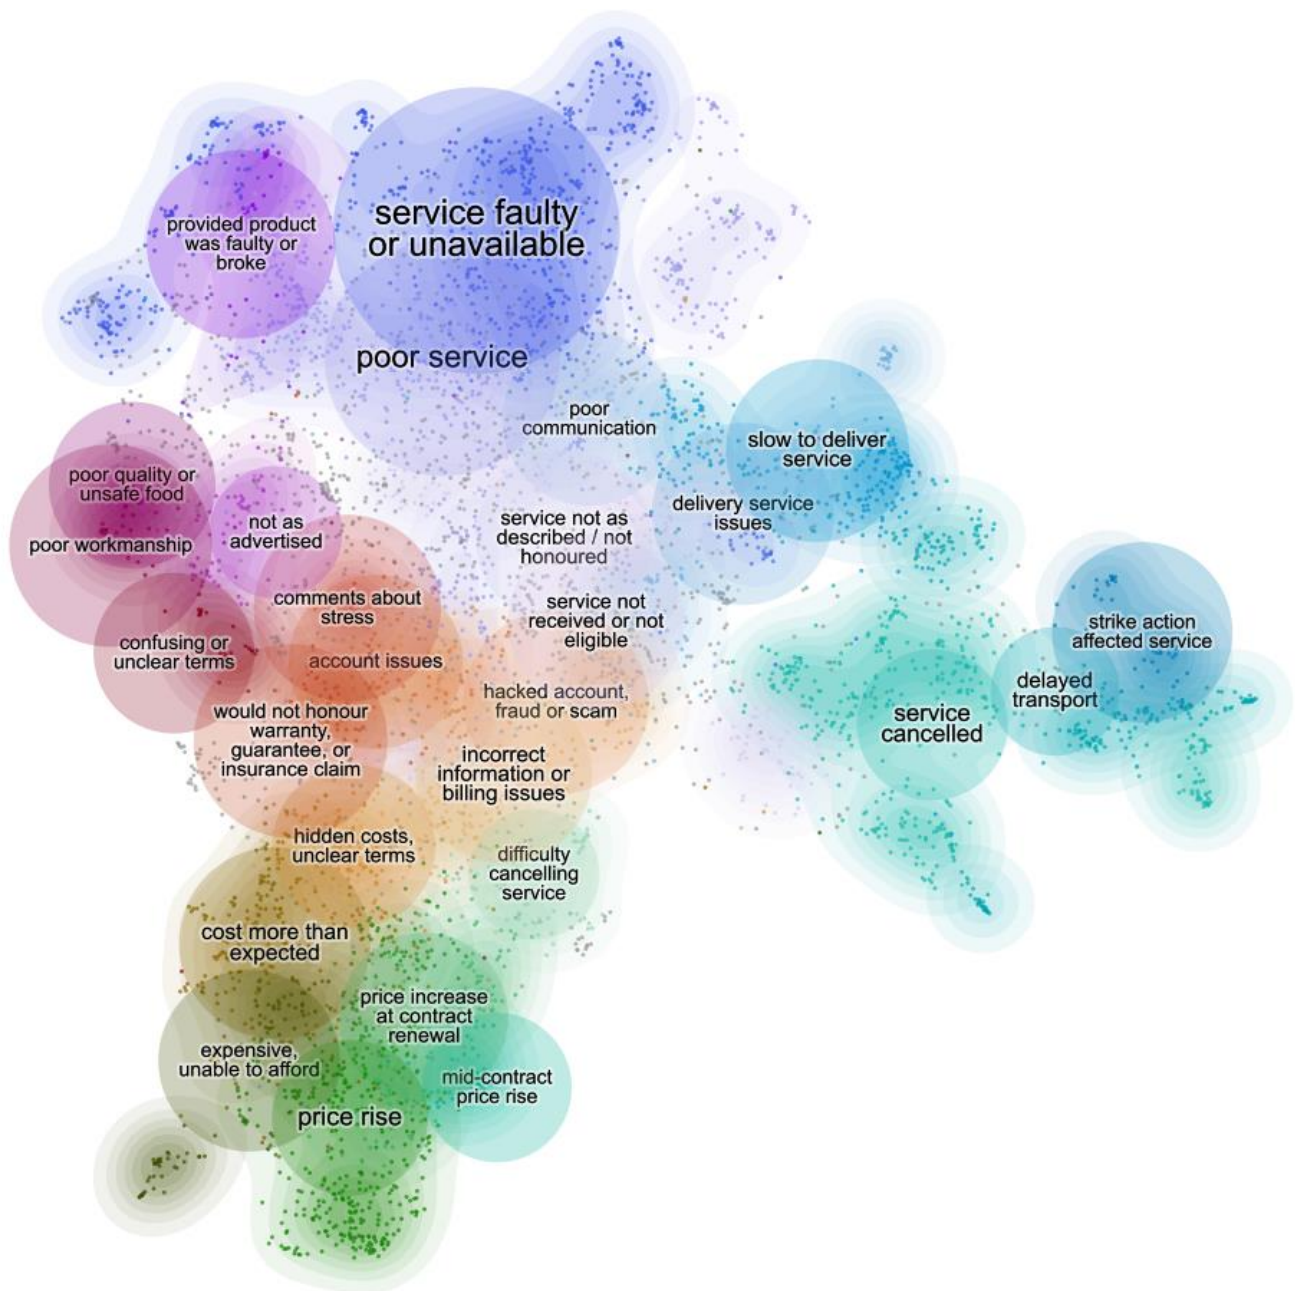 service faulty
or unavailable
provided product
was faulty or
broke
poor service
poor
communication
slow to deliver
service
poor quality or
unsafe food
not as
advertised
delivery service
issues
service not as
described / not
honoured
poor workmanship
comments about
stress
service not
received or not
eligible
strike action
affected service
confusing or
unclear terms
account issues
delayed
transport
hacked account,
fraud or scam
service
cancelled
would not honour
warranty,
guarantee, or
insurance claim
incorrect
information or
billing issues
hidden costs,
unclear terms
difficulty
cancelling
service
cost more than
expected
price increase
at contract
renewal
expensive,
unable to afford
mid-contract
price rise
price rise